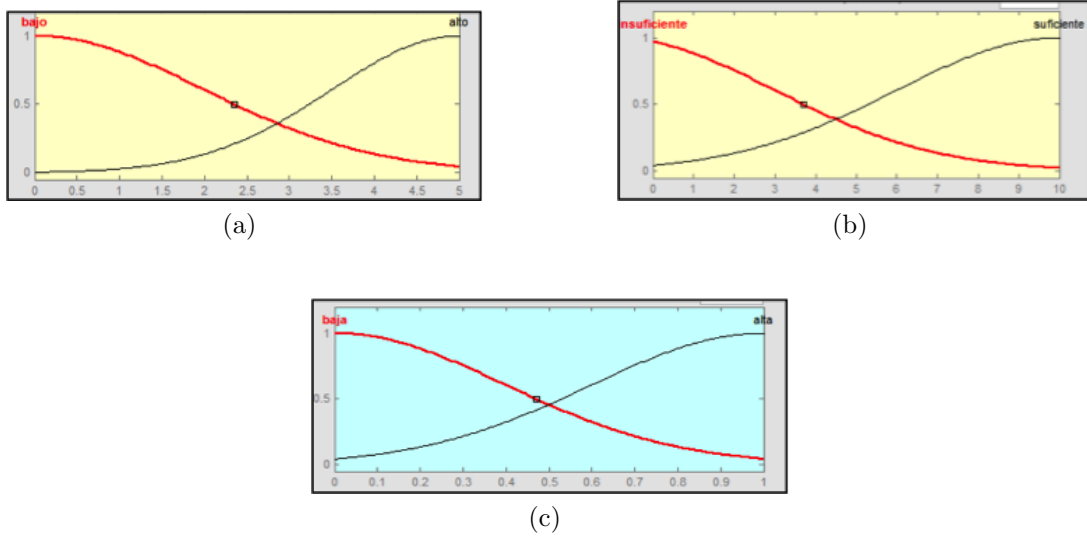 bajo alto
1
0.5
0
0 0.5 1 1.5 2 2.5 3 3.5 4 4.5 5
(a)
nsuficiente suficiente
1
0.5
0
0 1 2 3 4 5 6 7 8 9 10
(b)
baja alta
1
0.5
0
0 0.1 0.2 0.3 0.4 0.5 0.6 0.7 0.8 0.9 1
(c)